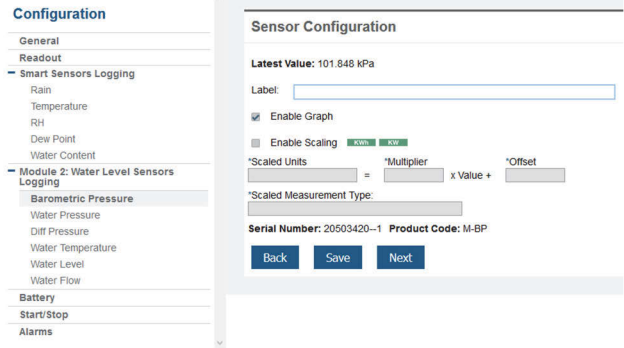 Configuration
General
Readout
Smart Sensors Logging
Rain
Temperature
RH
Dew Point
Water Content
Module 2: Water Level Sensors
Logging
Barometric Pressure
Water Pressure
Diff Pressure
Water Temperature
Water Level
Water Flow
Battery
Start/Stop
Alarms
Sensor Configuration
Latest Value: 101.848 kPa
Label:
Enable Graph
Enable Scaling KWh KW
*Scaled Units *Multiplier *Offset
= x Value +
*Scaled Measurement Type:
Serial Number: 20503420--1 Product Code: M-BP
Back Save Next